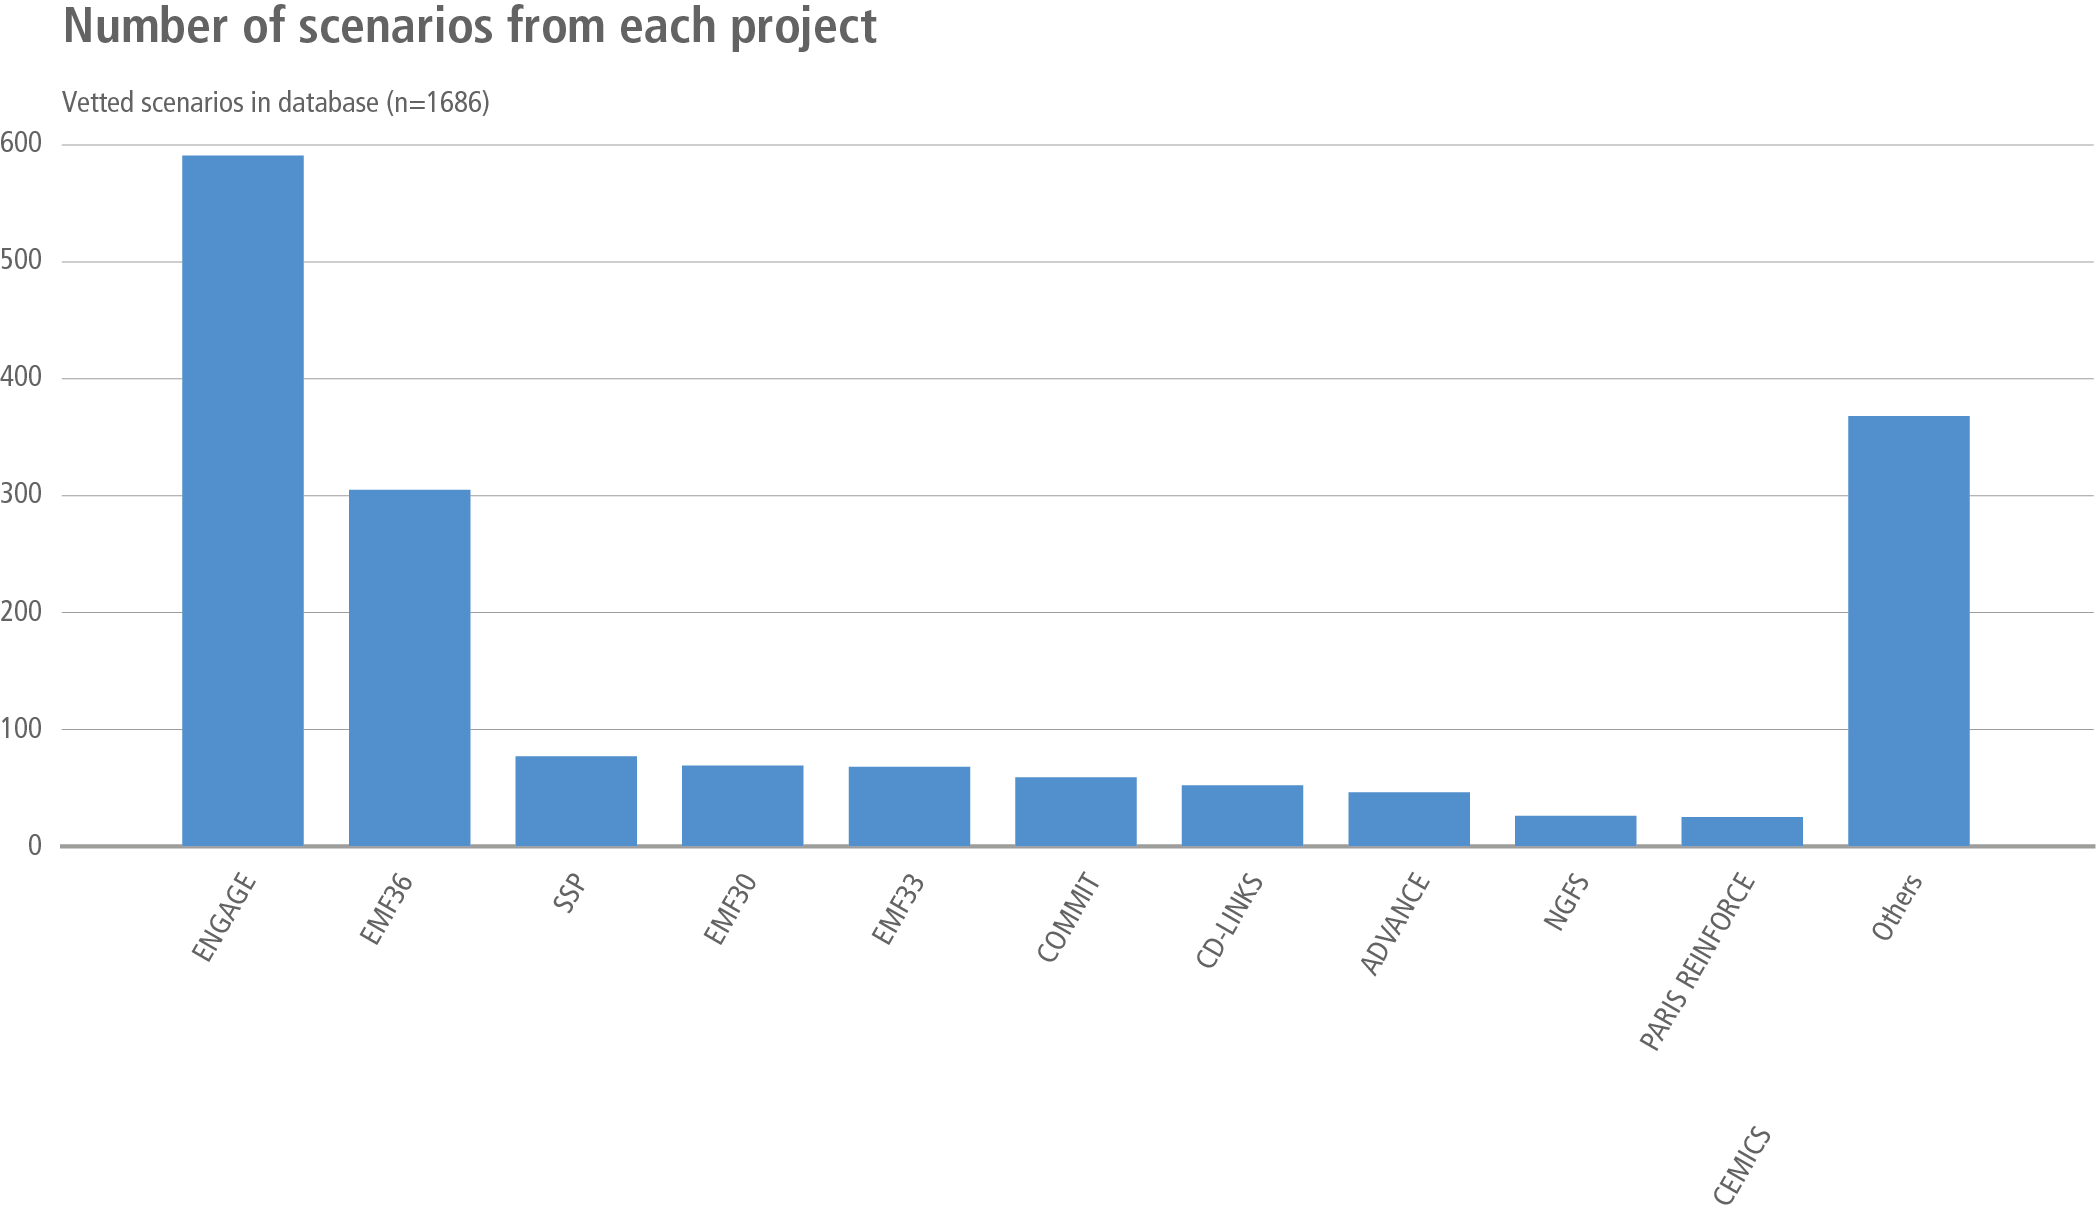 Number of scenarios from each project
Vetted scenarios in database (n=1686)
600
500
400
300
200
100
0
ENGAGE
EMF36
SSP
EMF30
EMF33
COMMIT
CD-LINKS
ADVANCE
NGFS
PARIS REINFORCE
Others
CEMICS